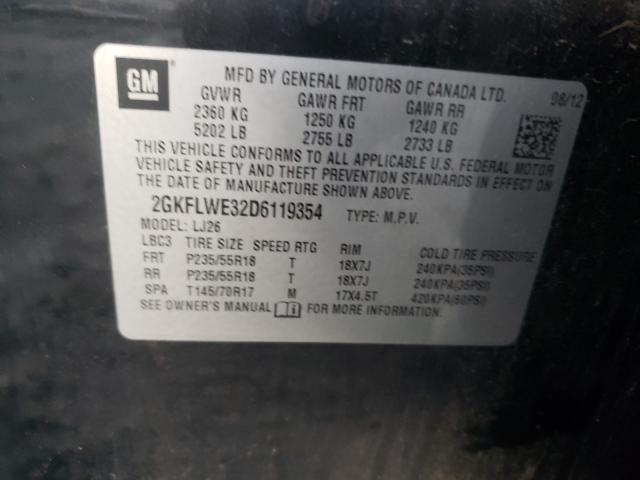 GM
MFD BY GENERAL MOTORS OF CANADA LTD. 08/12
GVWR GAWR FRT GAWR RR
2360 KG 1250 KG 1240 KG
5202 LB 2755 LB 2733 LB
THIS VEHICLE CONFORMS TO ALL APPLICABLE U.S. FEDERAL MOTOR
VEHICLE SAFETY AND THEFT PREVENTION STANDARDS IN EFFECT ON
THE DATE OF MANUFACTURE SHOWN ABOVE.
2GKFLWE32D6119354 TYPE: M.P.V.
MODEL: LJ26
LBC3 TIRE SIZE SPEED RTG RIM COLD TIRE PRESSURE
FRT P235/55R18 T 18X7J 240KPA(35PSI)
RR P235/55R18 T 18X7J 240KPA(35PSI)
SPA T145/70R17 M 17X4.5T 420KPA(60PSI)
SEE OWNER'S MANUAL FOR MORE INFORMATION.